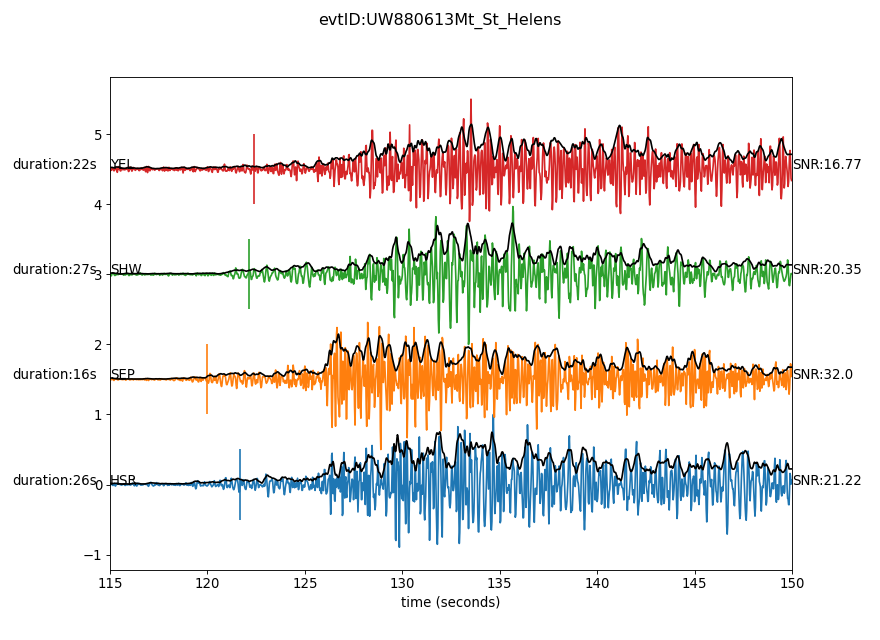 evtID:UW880613Mt_St_Helens
5
duration:22s YEL SNR:16.77
4
duration:27s SHW SNR:20.35
3
2
duration:16s SEP SNR:32.0
1
duration:26s HSR SNR:21.22
0
−1
115 120 125 130 135 140 145 150
time (seconds)